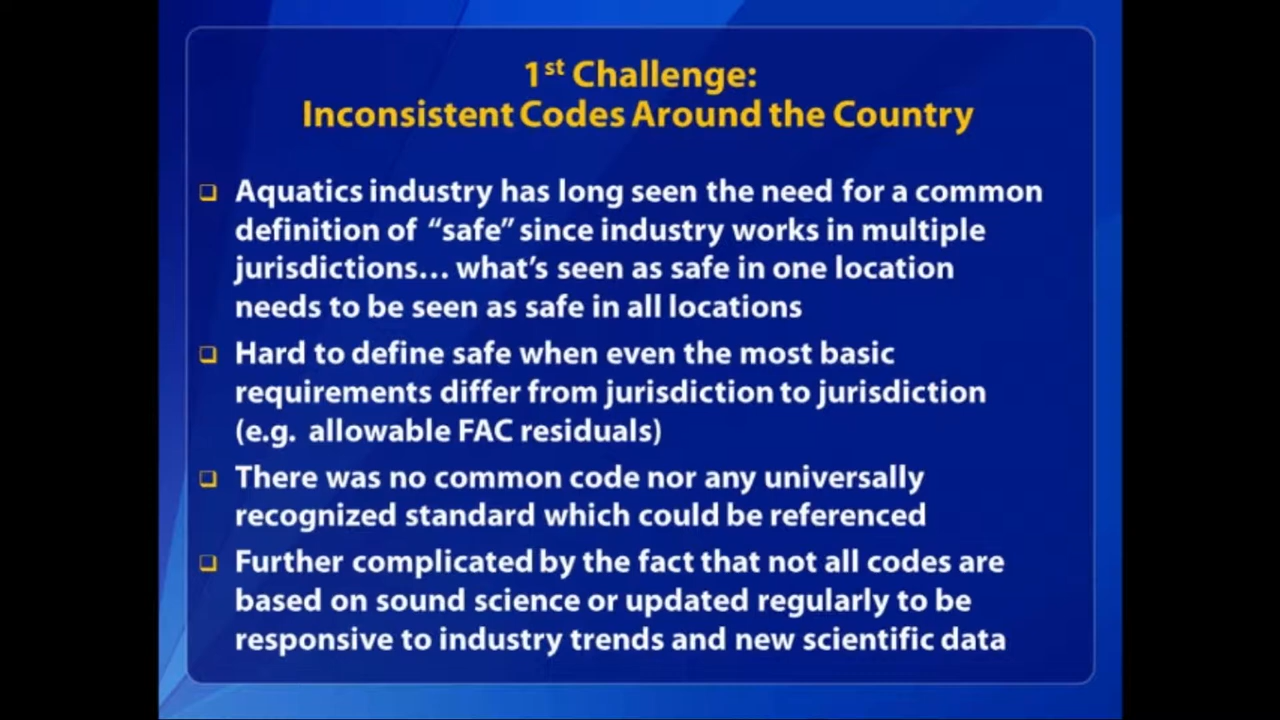 1st Challenge:
Inconsistent Codes Around the Country
❑ Aquatics industry has long seen the need for a common
definition of “safe” since industry works in multiple
jurisdictions… what’s seen as safe in one location
needs to be seen as safe in all locations
❑ Hard to define safe when even the most basic
requirements differ from jurisdiction to jurisdiction
(e.g. allowable FAC residuals)
❑ There was no common code nor any universally
recognized standard which could be referenced
❑ Further complicated by the fact that not all codes are
based on sound science or updated regularly to be
responsive to industry trends and new scientific data